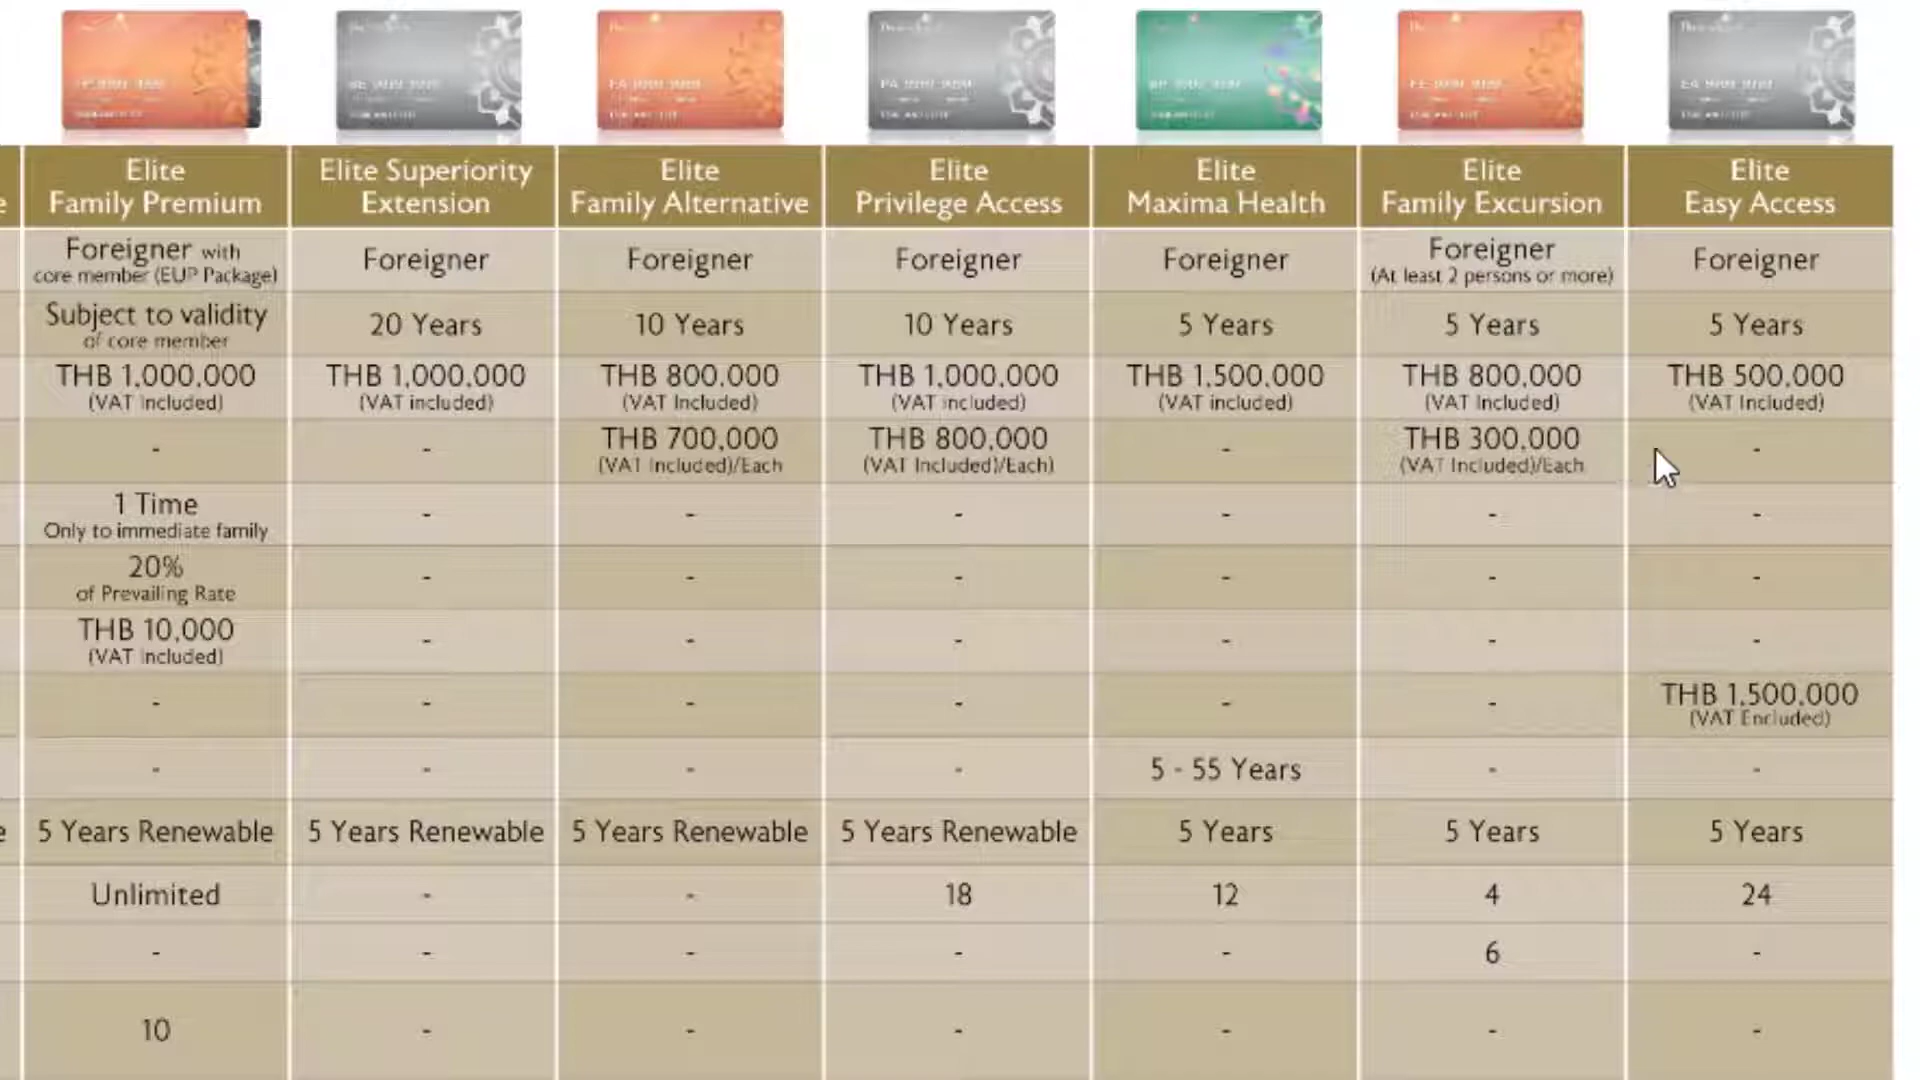 Elite
Family Premium
Elite Superiority
Extension
Elite
Family Alternative
Elite
Privilege Access
Elite
Maxima Health
Elite
Family Excursion
Elite
Easy Access
e
Foreigner with
core member (EUP Package)
Foreigner
Foreigner
Foreigner
Foreigner
Foreigner
(At least 2 persons or more)
Foreigner
Subject to validity
of core member
20 Years
10 Years
10 Years
5 Years
5 Years
5 Years
THB 1,000,000
(VAT Included)
THB 1,000,000
(VAT included)
THB 800,000
(VAT Included)
THB 1,000,000
(VAT included)
THB 1,500,000
(VAT included)
THB 800,000
(VAT Included)
THB 500,000
(VAT Included)
-
-
THB 700,000
(VAT Included)/Each
THB 800,000
(VAT Included)/Each)
-
THB 300,000
(VAT Included)/Each
-
1 Time
Only to immediate family
-
-
-
-
-
-
20%
of Prevailing Rate
-
-
-
-
-
-
THB 10,000
(VAT Included)
-
-
-
-
-
-
-
-
-
-
-
-
THB 1,500,000
(VAT Encluded)
-
-
-
-
5 - 55 Years
-
-
e
5 Years Renewable
5 Years Renewable
5 Years Renewable
5 Years Renewable
5 Years
5 Years
5 Years
Unlimited
-
-
18
12
4
24
-
-
-
-
-
6
-
10
-
-
-
-
-
-